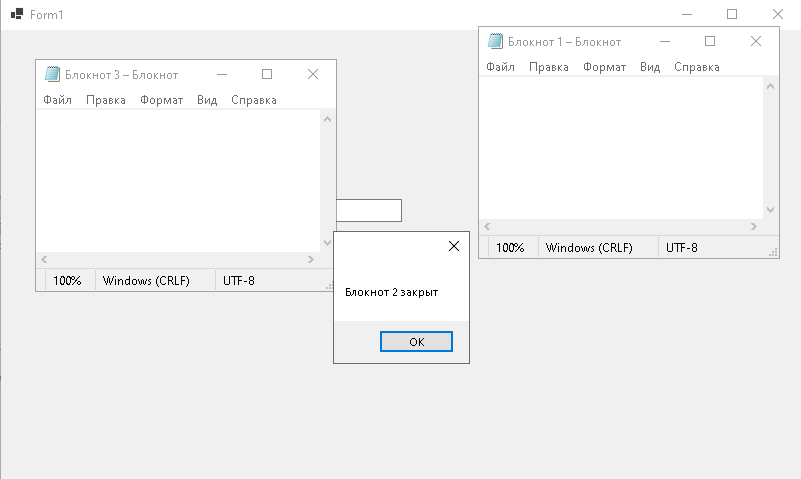 Form1
Блокнот 3 – Блокнот
Файл Правка Формат Вид Справка
100% Windows (CRLF) UTF-8
Блокнот 1 – Блокнот
Файл Правка Формат Вид Справка
100% Windows (CRLF) UTF-8
Блокнот 2 закрыт
OK